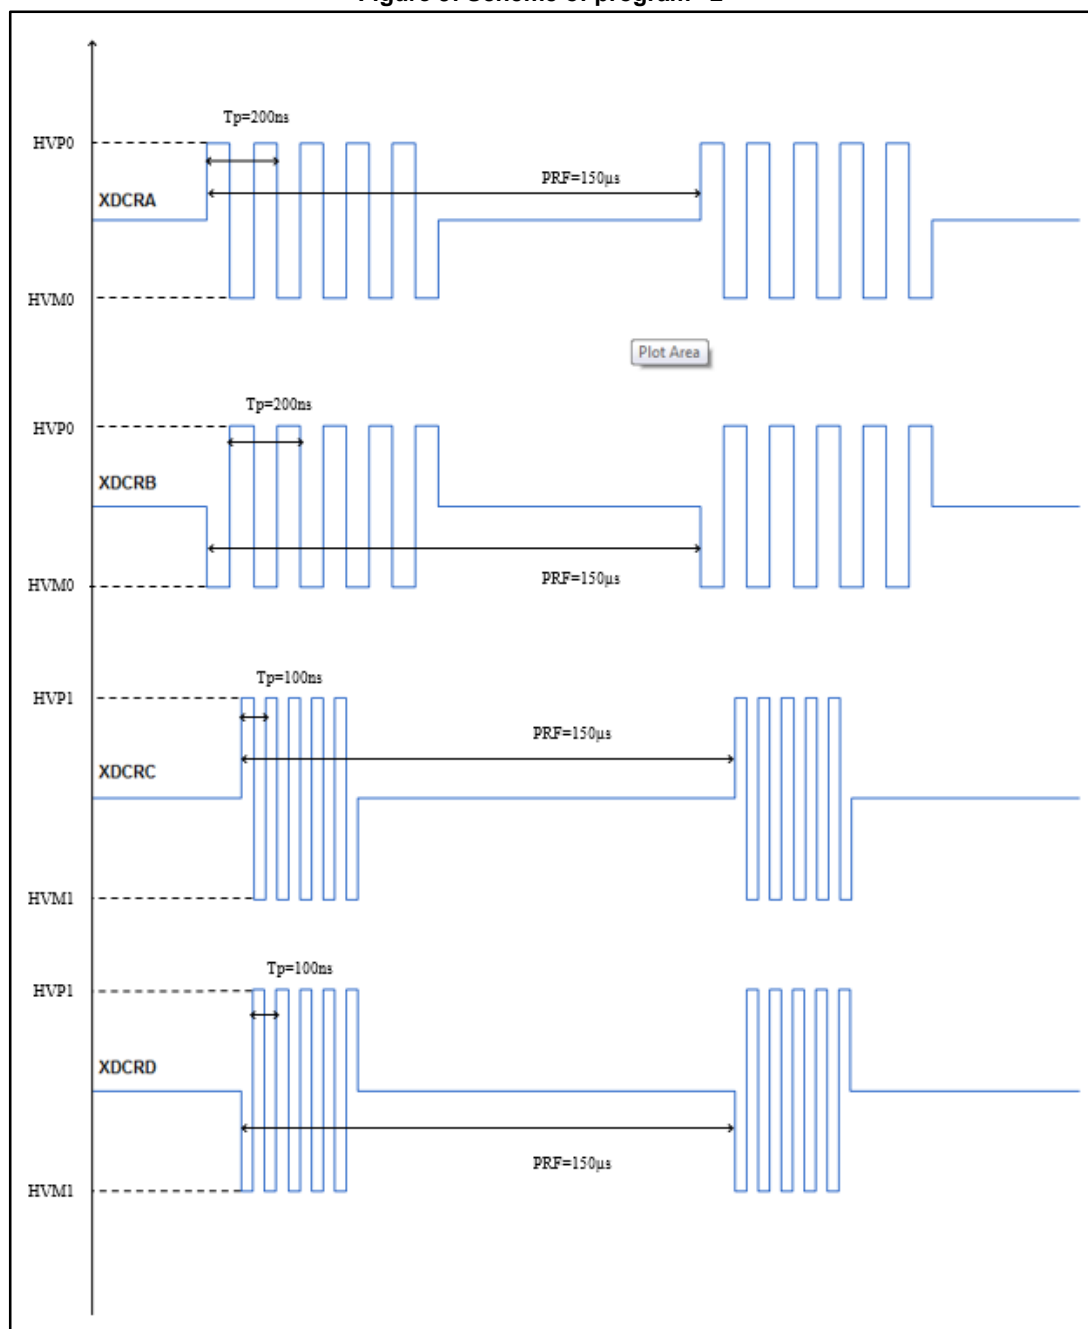 Tp=200ns
HVP0
PRF=150µs
XDCRA
HVM0
Plot Area
Tp=200ns
HVP0
XDCRB
PRF=150µs
HVM0
Tp=100ns
HVP1
PRF=150µs
XDCRC
HVM1
Tp=100ns
HVP1
XDCRD
PRF=150µs
HVM1